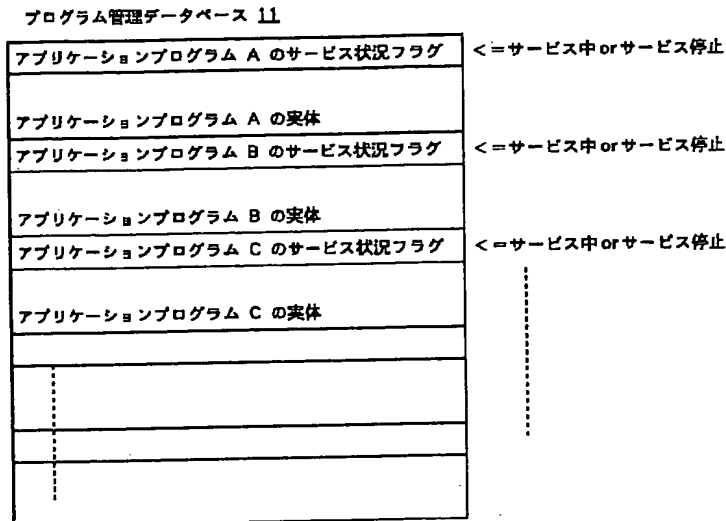 プログラム管理データベース 11
アプリケーションプログラム A のサービス状況フラグ <=サービス中orサービス停止
アプリケーションプログラム A の実体
アプリケーションプログラム B のサービス状況フラグ <=サービス中orサービス停止
アプリケーションプログラム B の実体
アプリケーションプログラム C のサービス状況フラグ <=サービス中orサービス停止
アプリケーションプログラム C の実体